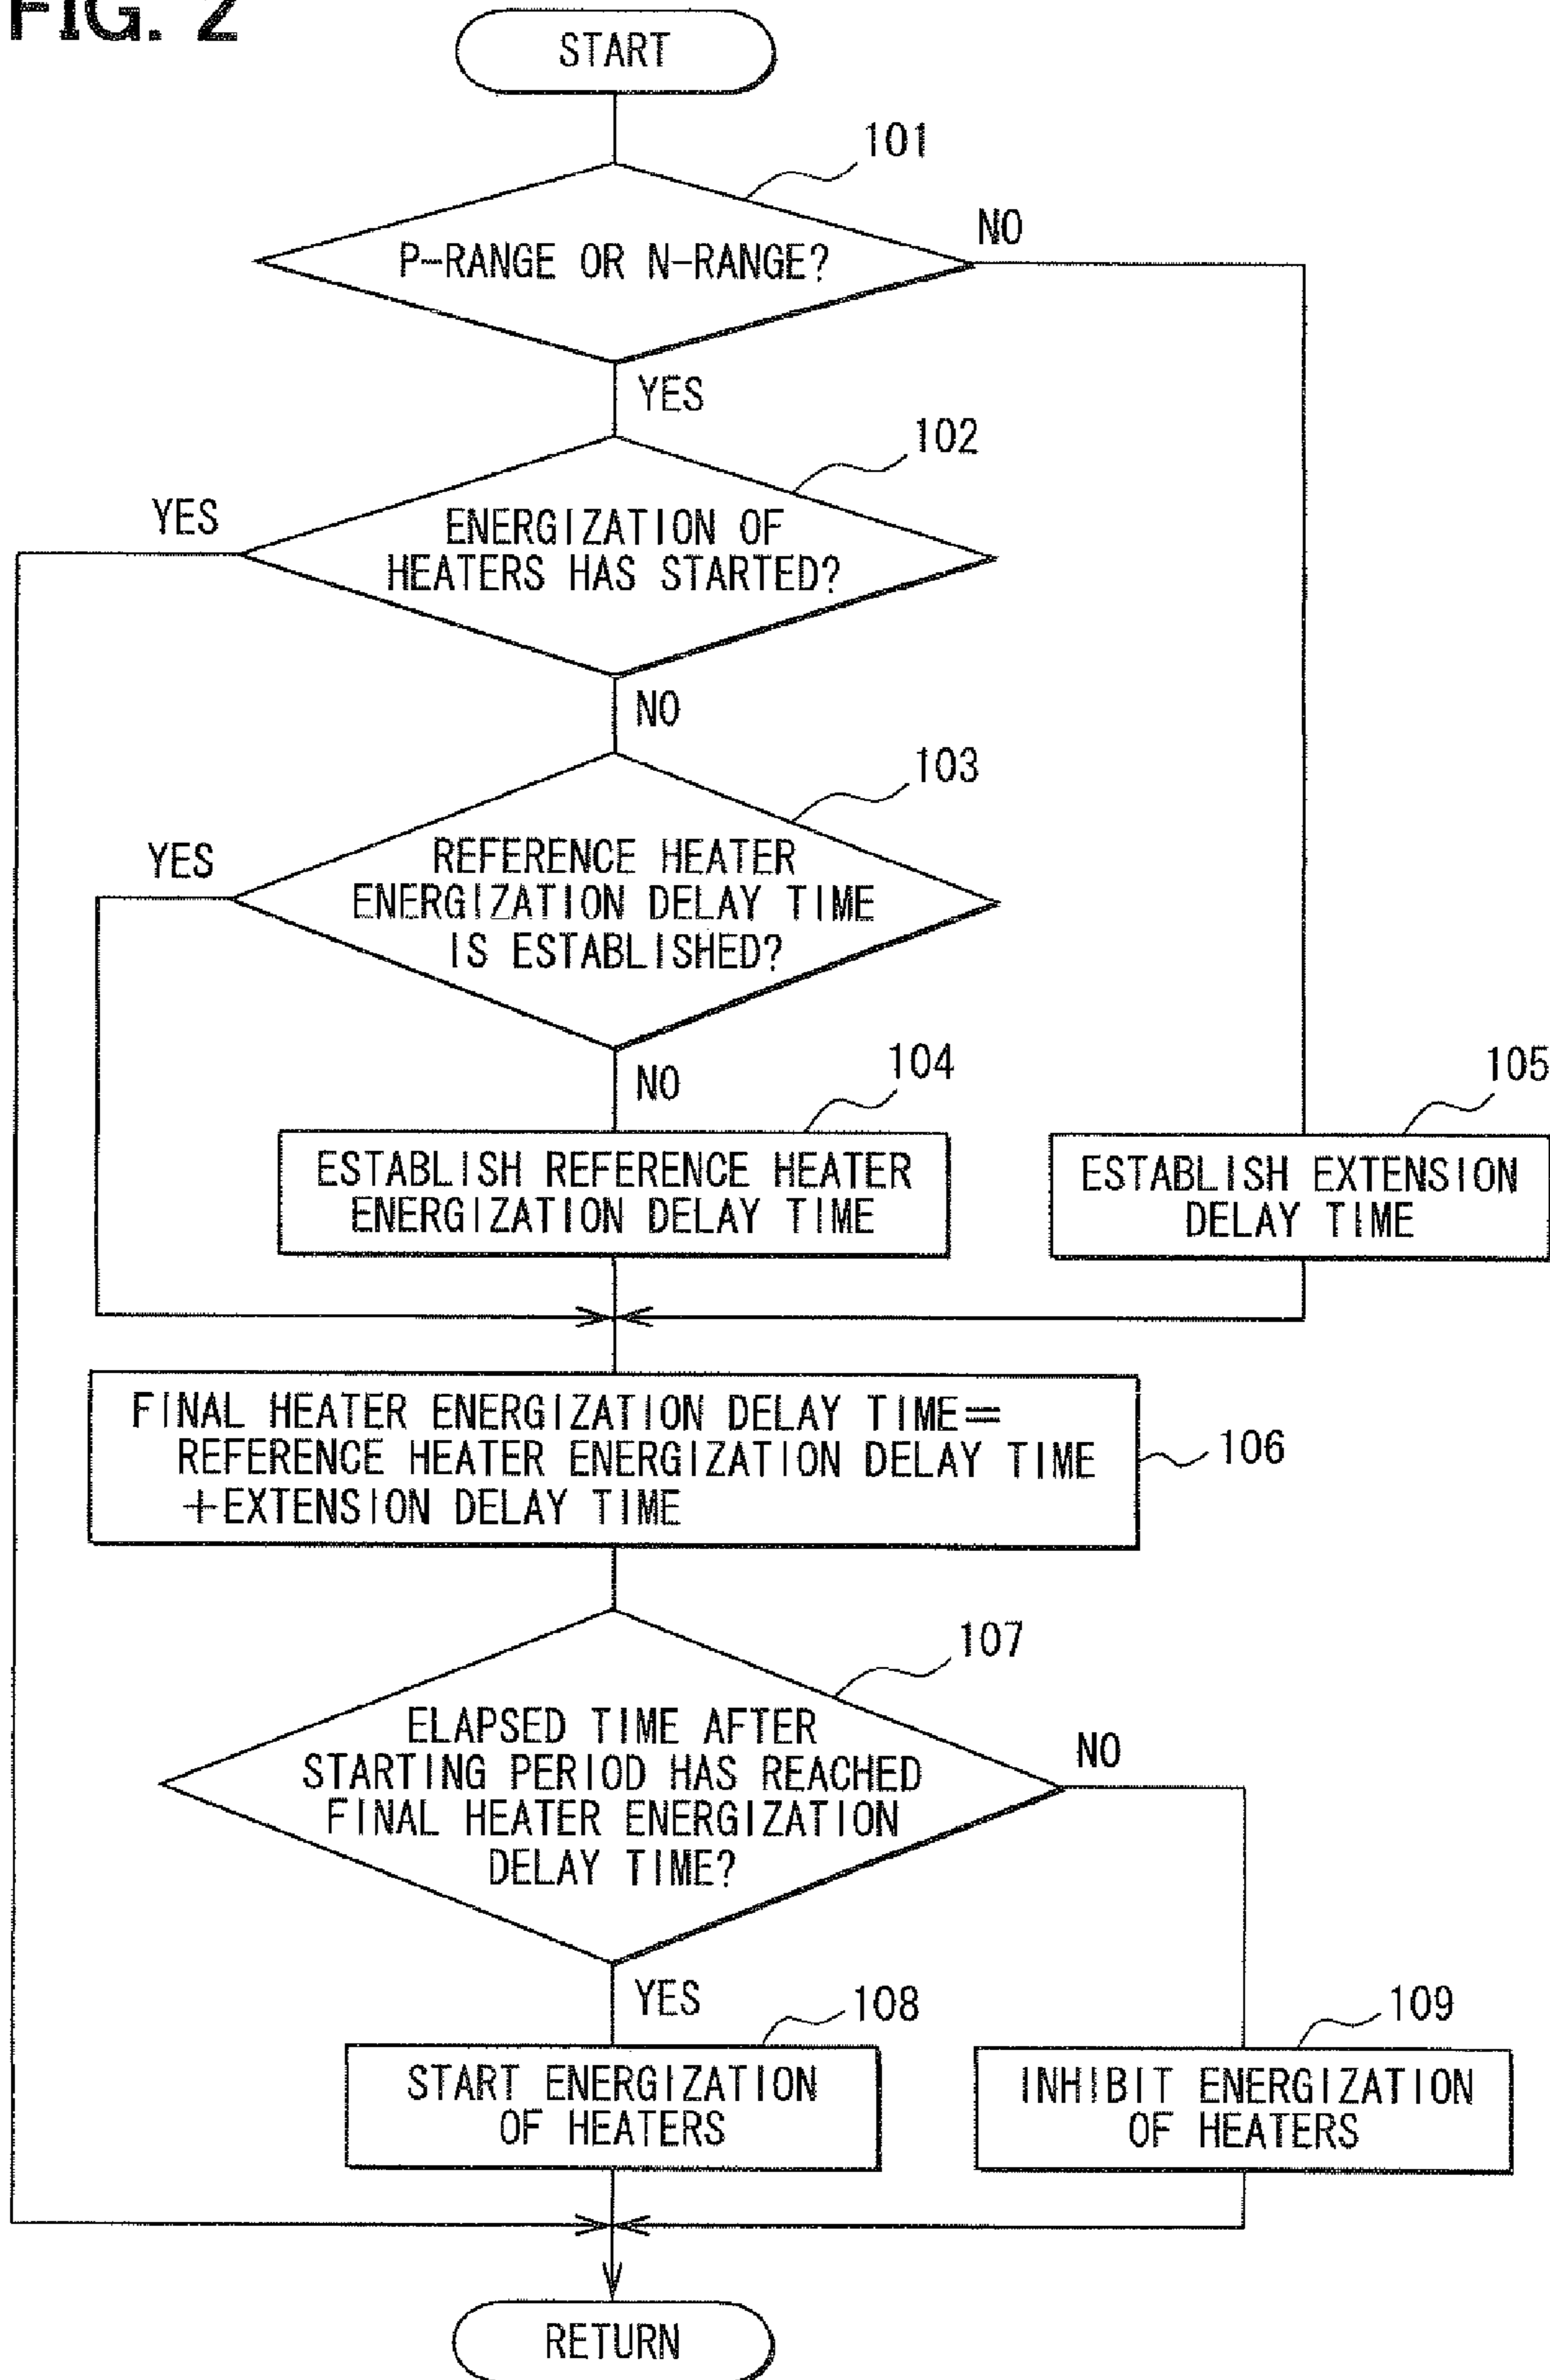 FIG. 2
START
101
P-RANGE OR N-RANGE?
NO
YES
102
YES
ENERGIZATION OF
HEATERS HAS STARTED?
NO
103
YES
REFERENCE HEATER
ENERGIZATION DELAY TIME
IS ESTABLISHED?
NO
104
105
ESTABLISH REFERENCE HEATER
ENERGIZATION DELAY TIME
ESTABLISH EXTENSION
DELAY TIME
FINAL HEATER ENERGIZATION DELAY TIME=
REFERENCE HEATER ENERGIZATION DELAY TIME
+EXTENSION DELAY TIME
106
107
ELAPSED TIME AFTER
STARTING PERIOD HAS REACHED
FINAL HEATER ENERGIZATION
DELAY TIME?
NO
YES
108
109
START ENERGIZATION
OF HEATERS
INHIBIT ENERGIZATION
OF HEATERS
RETURN